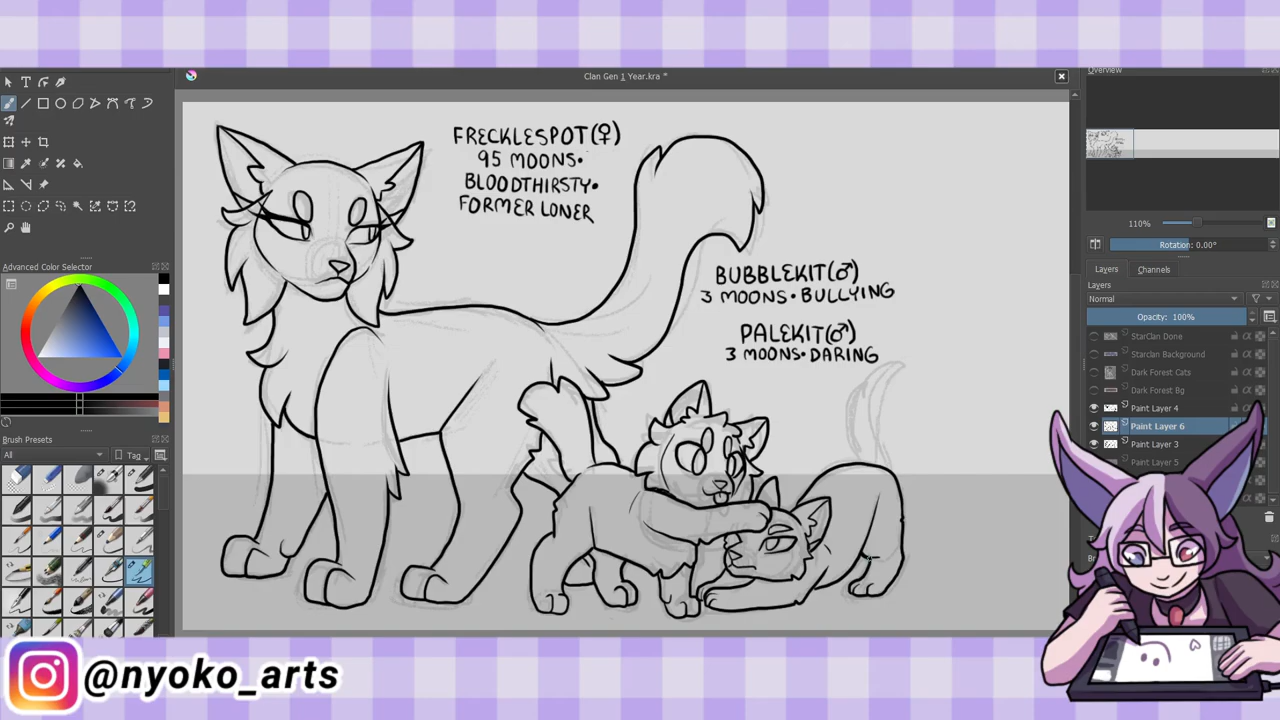 Clan Gen 1 Year.kra *
Overview
FRECKLESPOT(♀)
95 MOONS•
BLOODTHIRSTY•
FORMER LONER
BUBBLEKIT(♂)
3 MOONS•BULLYING
PALEKIT(♂)
3 MOONS•DARING
Advanced Color Selector
Brush Presets
All
Tag
110%
Rotation: 0.00°
Layers
Channels
Layers
Normal
Opacity: 100%
StarClan Done
Starclan Background
Dark Forest Cats
Dark Forest Bg
Paint Layer 4
Paint Layer 6
Paint Layer 3
Paint Layer 5
@nyoko_arts